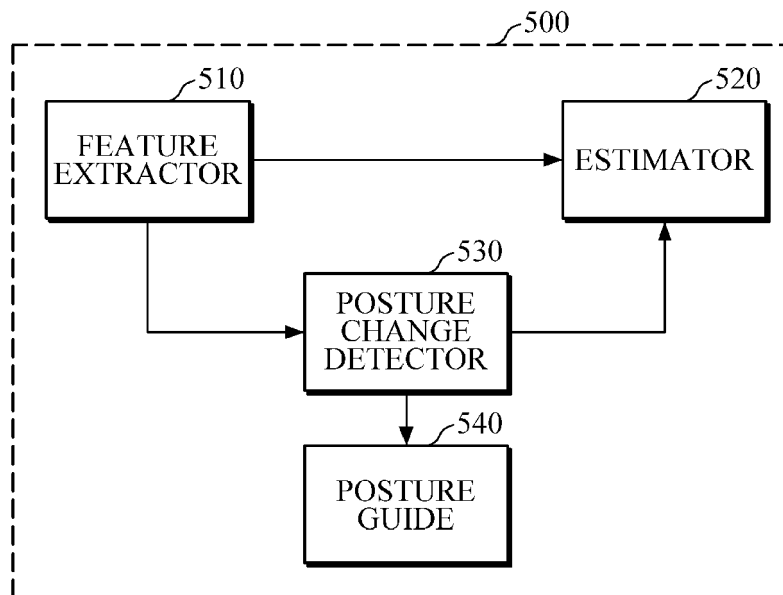 500
510
FEATURE
EXTRACTOR
520
ESTIMATOR
530
POSTURE
CHANGE
DETECTOR
540
POSTURE
GUIDE